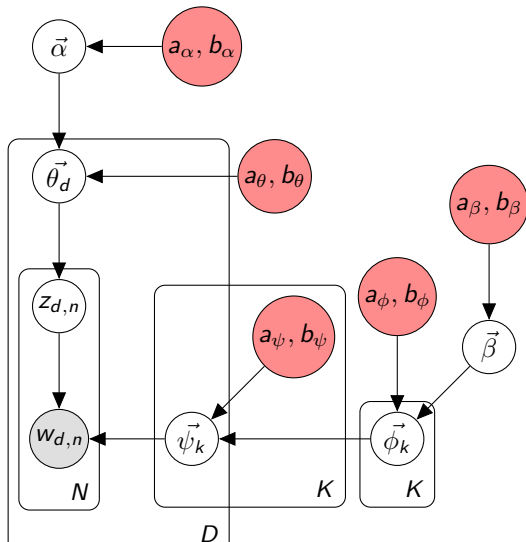 α⃗
a_α, b_α
θ⃗_d
a_θ, b_θ
a_β, b_β
z_{d,n}
a_ϕ, b_ϕ
a_ψ, b_ψ
β⃗
w_{d,n}
ψ⃗_k
ϕ⃗_k
N
K
K
D